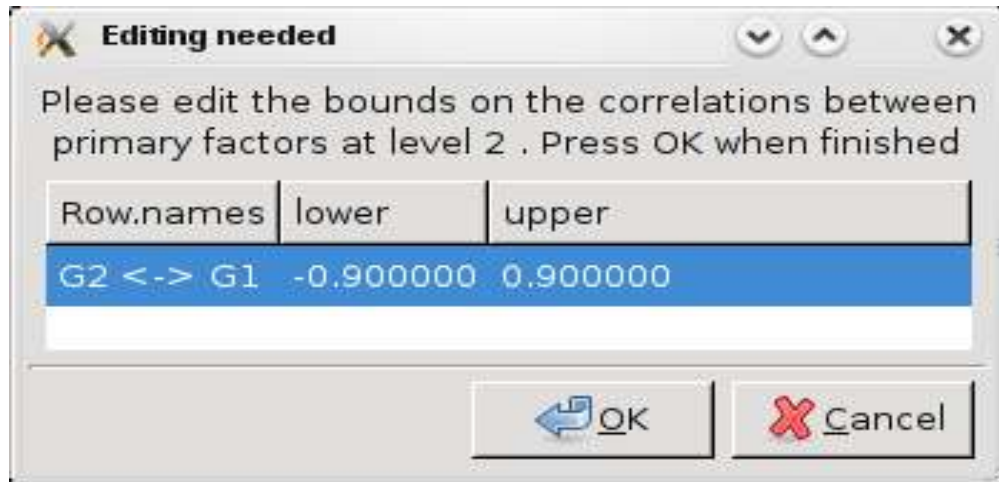 Editing needed
Please edit the bounds on the correlations between
primary factors at level 2 . Press OK when finished
Row.names lower upper
G2 <-> G1 -0.900000 0.900000
OK Cancel